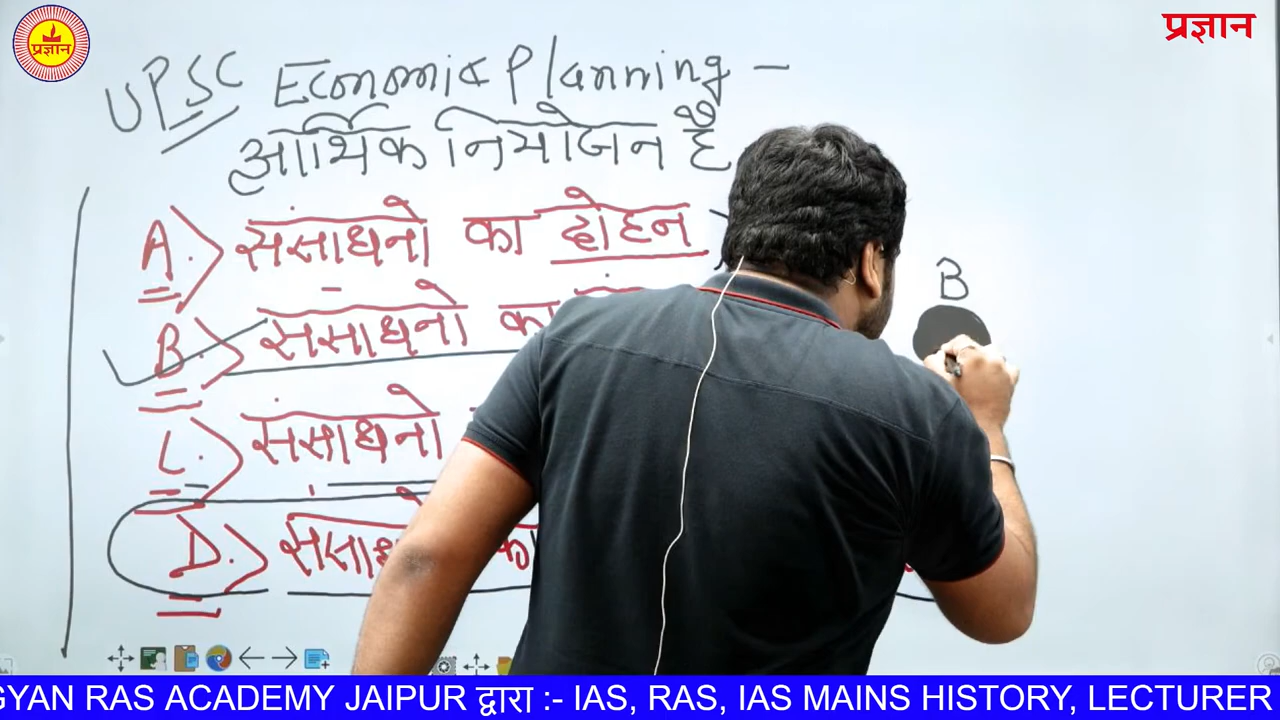 प्रज्ञान
प्रज्ञान
UPSC Economic Planning -
आर्थिक नियोजन है
A. संसाधनो का दोहन
B. संसाधनो का
B
C. संसाधनो
D. संसाध का
GYAN RAS ACADEMY JAIPUR द्वारा :- IAS, RAS, IAS MAINS HISTORY, LECTURER